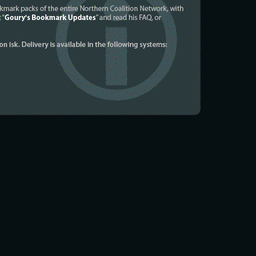 kmark packs of the entire Northern Coalition Network, with
"Goury's Bookmark Updates" and read his FAQ, or
on isk. Delivery is available in the following systems: